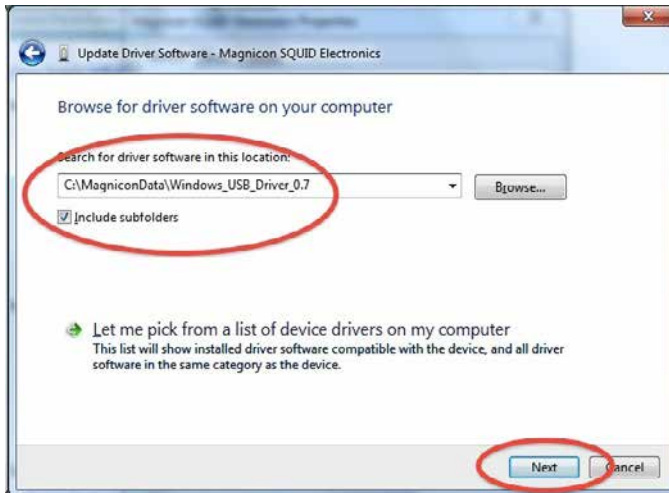 Update Driver Software - Magnicon SQUID Electronics
Browse for driver software on your computer
Search for driver software in this location:
C:\MagniconData\Windows_USB_Driver_0.7
Browse...
Include subfolders
Let me pick from a list of device drivers on my computer
This list will show installed driver software compatible with the device, and all driver
software in the same category as the device.
Next
Cancel